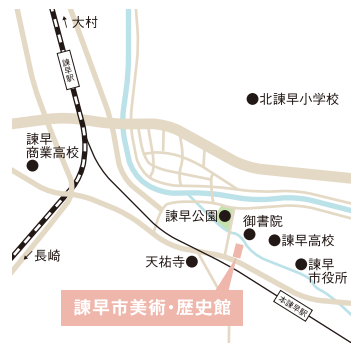 ↑大村
諫早駅
北諫早小学校
諫早
商業高校
諫早公園
御書院
諫早高校
↙長崎
天祐寺
諫早
市役所
本諫早駅
諫早市美術・歴史館